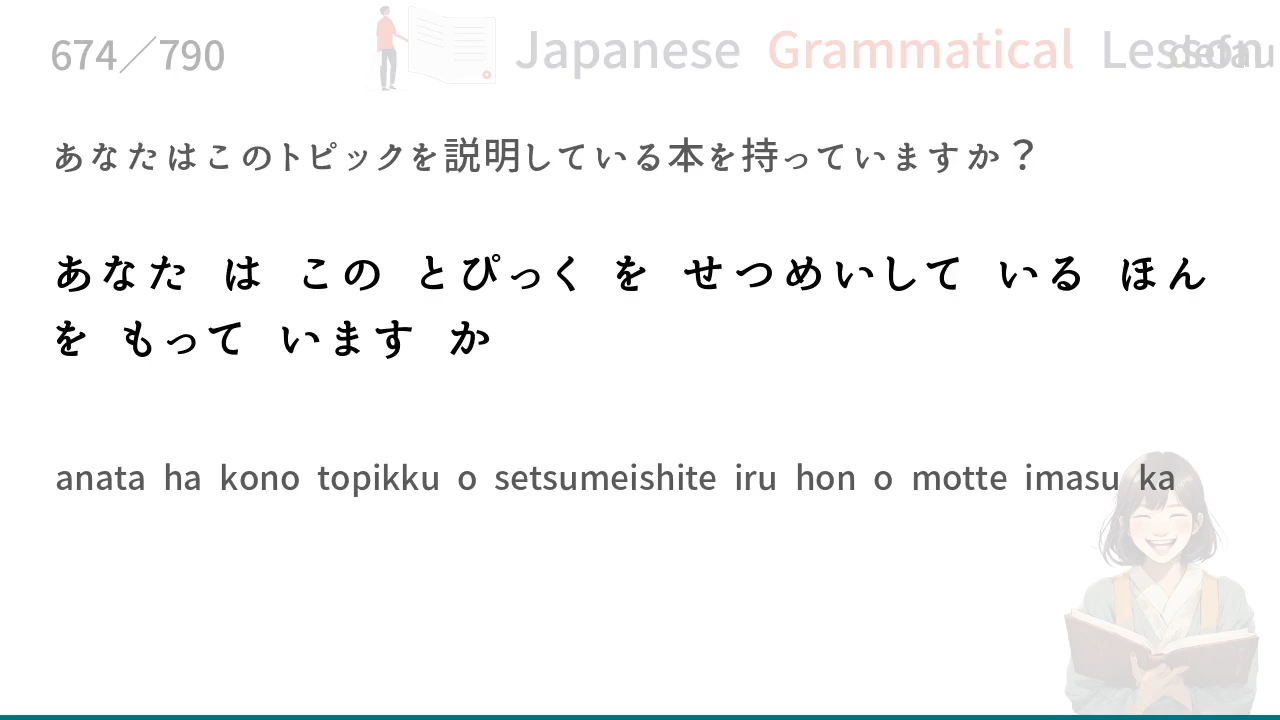 674／790
Japanese Grammatical Lesson
defau
あなたはこのトピックを説明している本を持っていますか？
あなた は この とぴっく を せつめいして いる ほん
を もって います か
anata ha kono topikku o setsumeishite iru hon o motte imasu ka